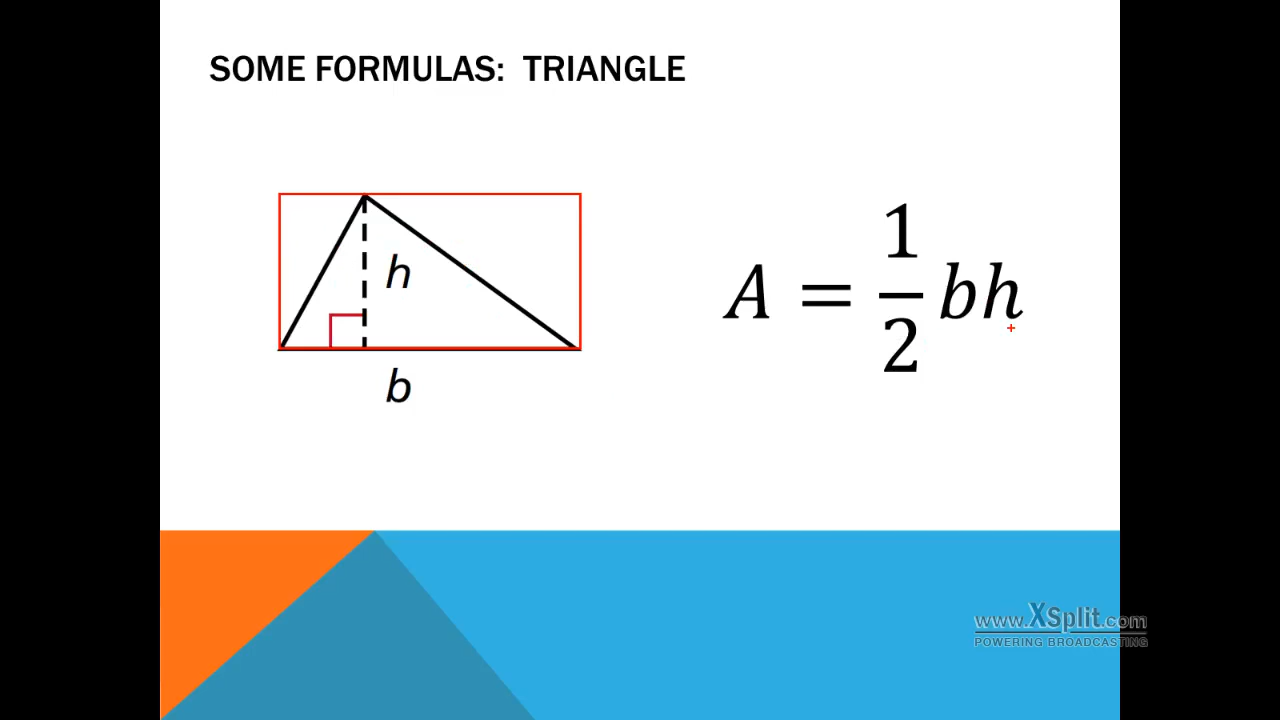 SOME FORMULAS: TRIANGLE
h
b
A = 1/2 bh
www.XSplit.com
POWERING BROADCASTING